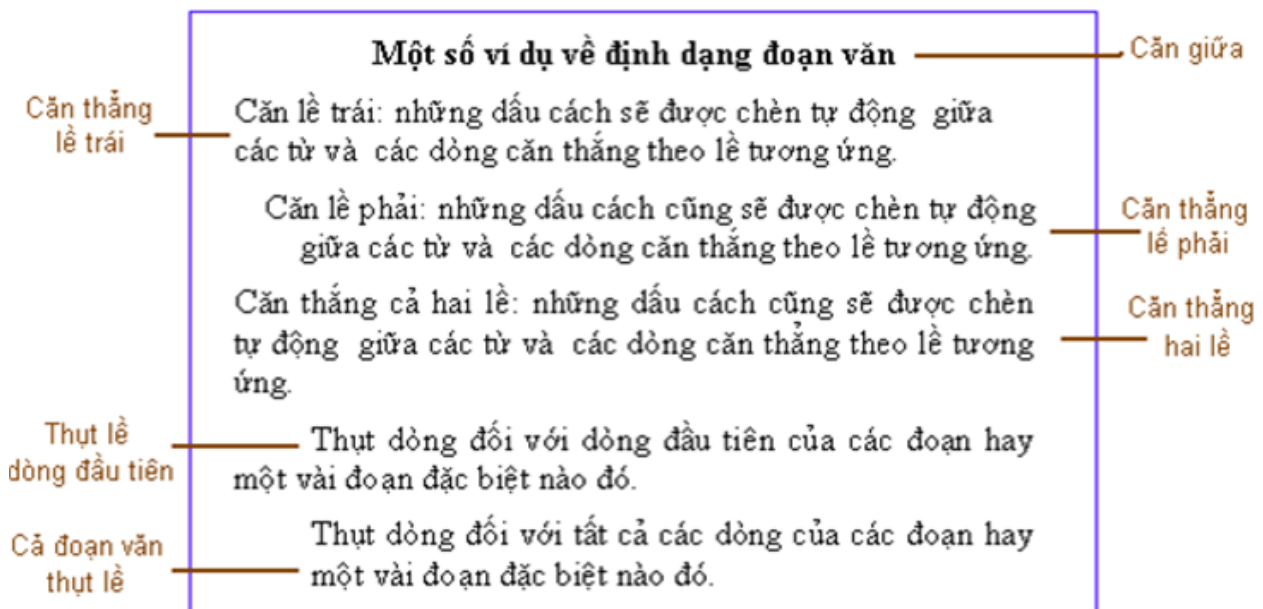 Một số ví dụ về định dạng đoạn văn
Căn giữa
Căn thẳng
lề trái
Căn lề trái: những dấu cách sẽ được chèn tự động giữa
các từ và các dòng căn thắng theo lề tương ứng.
Căn lề phải: những dấu cách cũng sẽ được chèn tự động
giữa các từ và các dòng căn thắng theo lề tương ứng.
Căn thẳng
lế phải
Căn thắng cả hai lề: những dấu cách cũng sẽ được chèn
tự động giữa các từ và các dòng căn thẳng theo lề tương
ứng.
Căn thẳng
hai lề
Thụt lề
dòng đầu tiên
Thụt dòng đối với dòng đầu tiên của các đoạn hay
một vài đoạn đặc biệt nào đó.
Cả đoạn văn
thụt lề
Thụt dòng đối với tất cả các dòng của các đoạn hay
một vài đoạn đặc biệt nào đó.